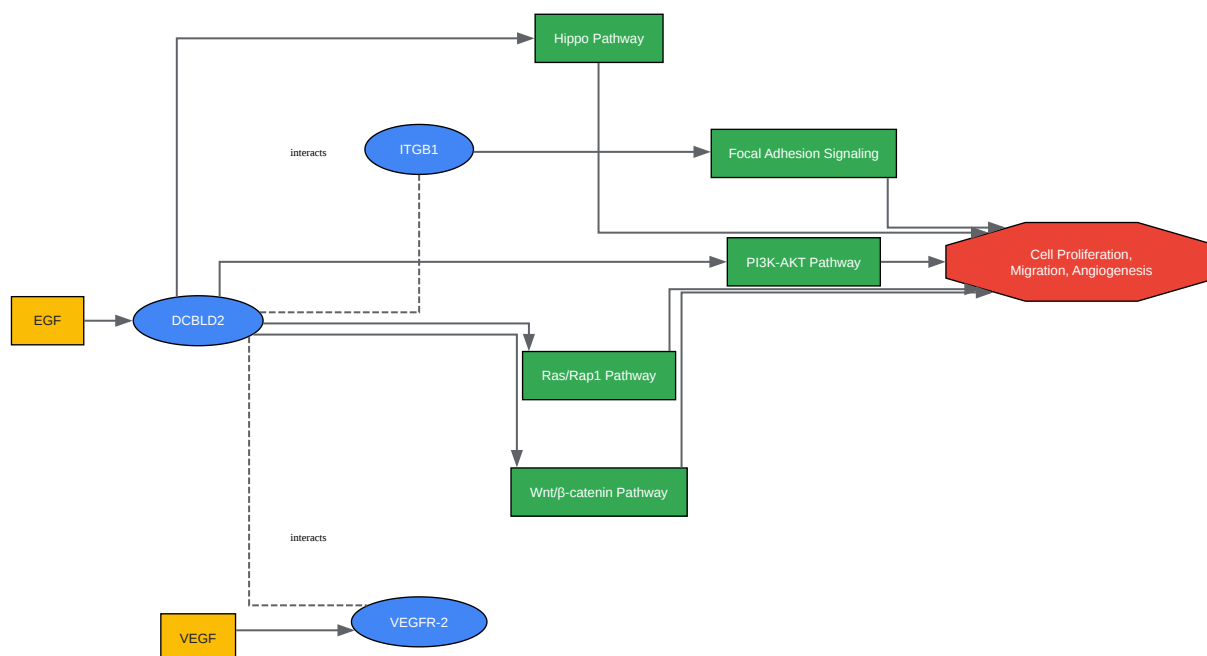 Hippo Pathway
interacts
ITGB1
Focal Adhesion Signaling
Cell Proliferation,
Migration, Angiogenesis
PI3K-AKT Pathway
EGF
DCBLD2
Ras/Rap1 Pathway
Wnt/β-catenin Pathway
interacts
VEGFR-2
VEGF